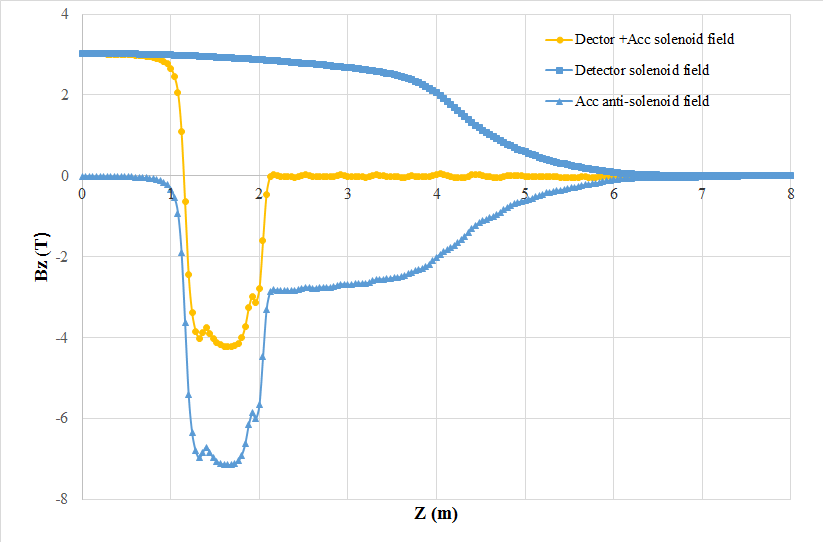 4
Dector +Acc solenoid field
Detector solenoid field
Acc anti-solenoid field
2
0
0 1 2 3 4 5 6 7 8
-2
Bz (T)
-4
-6
-8
Z (m)